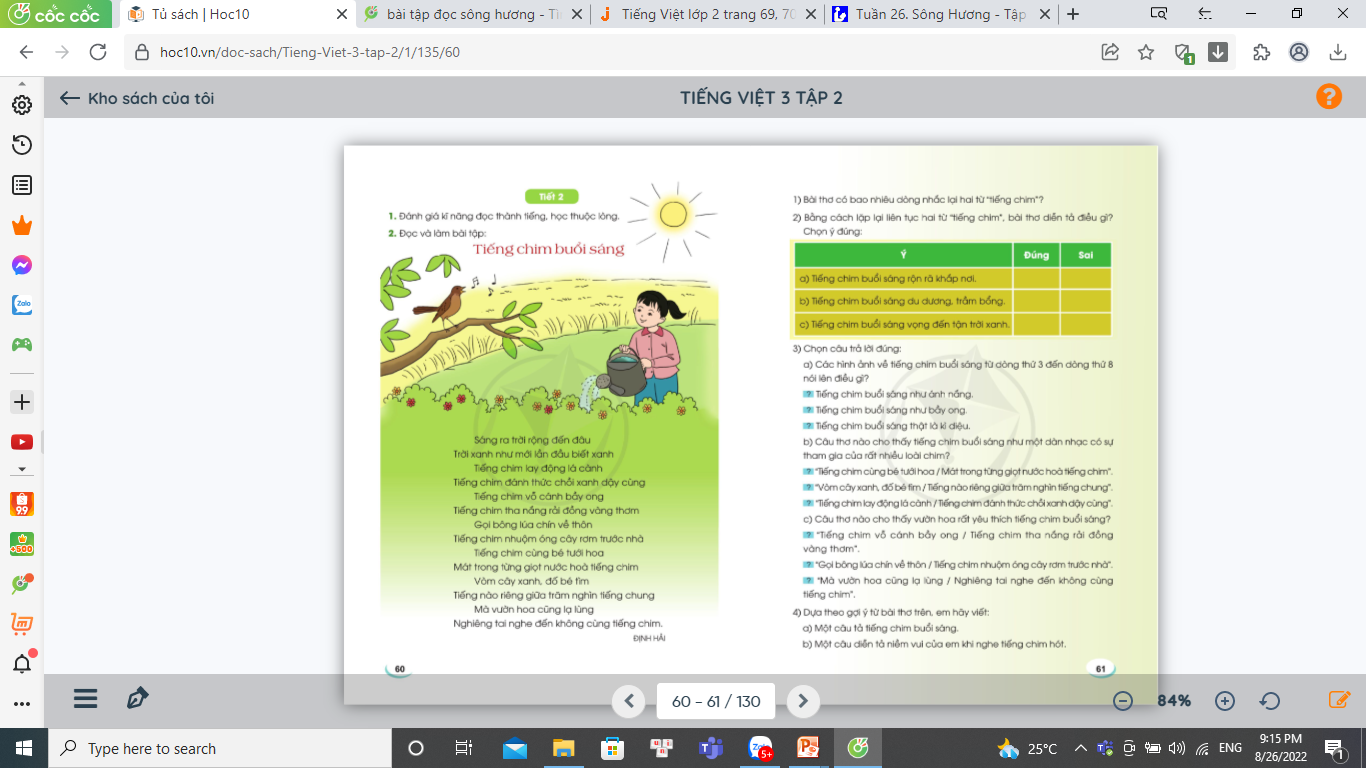 cốc cốc
Tủ sách | Hoc10
bài tập đọc sông hương - Tì
Tiếng Việt lớp 2 trang 69, 70
Tuần 26. Sông Hương - Tập
hoc10.vn/doc-sach/Tieng-Viet-3-tap-2/1/135/60
1
Kho sách của tôi
TIẾNG VIỆT 3 TẬP 2
?
Zalo
99
+500
Tiết 2
1. Đánh giá kĩ năng đọc thành tiếng, học thuộc lòng.
2. Đọc và làm bài tập:
Tiếng chim buổi sáng
Sáng ra trời rộng đến đâu
Trời xanh như mới lần đầu biết xanh
Tiếng chim lay động lá cành
Tiếng chim đánh thức chồi xanh dậy cùng
Tiếng chim vỗ cánh bầy ong
Tiếng chim tha nắng rải đồng vàng thơm
Gọi bông lúa chín về thôn
Tiếng chim nhuộm óng cây rơm trước nhà
Tiếng chim cùng bé tưới hoa
Mát trong từng giọt nước hoà tiếng chim
Vòm cây xanh, đố bé tìm
Tiếng nào riêng giữa trăm nghìn tiếng chung
Mà vườn hoa cũng lạ lùng
Nghiêng tai nghe đến không cùng tiếng chim.
ĐỊNH HẢI
60
1) Bài thơ có bao nhiêu dòng nhắc lại hai từ "tiếng chim"?
2) Bằng cách lặp lại liên tục hai từ "tiếng chim", bài thơ diễn tả điều gì?
Chọn ý đúng:
Ý Đúng Sai
a) Tiếng chim buổi sáng rộn rã khắp nơi.
b) Tiếng chim buổi sáng du dương, trầm bổng.
c) Tiếng chim buổi sáng vọng đến tận trời xanh.
3) Chọn câu trả lời đúng:
a) Các hình ảnh về tiếng chim buổi sáng từ dòng thứ 3 đến dòng thứ 8
nói lên điều gì?
? Tiếng chim buổi sáng như ánh nắng.
? Tiếng chim buổi sáng như bầy ong.
? Tiếng chim buổi sáng thật là kì diệu.
b) Câu thơ nào cho thấy tiếng chim buổi sáng như một dàn nhạc có sự
tham gia của rất nhiều loài chim?
? "Tiếng chim cùng bé tưới hoa / Mát trong từng giọt nước hoà tiếng chim".
? "Vòm cây xanh, đố bé tìm / Tiếng nào riêng giữa trăm nghìn tiếng chung".
? "Tiếng chim lay động lá cành / Tiếng chim đánh thức chồi xanh dậy cùng".
c) Câu thơ nào cho thấy vườn hoa rất yêu thích tiếng chim buổi sáng?
? "Tiếng chim vỗ cánh bầy ong / Tiếng chim tha nắng rải đồng
vàng thơm".
? "Gọi bông lúa chín về thôn / Tiếng chim nhuộm óng cây rơm trước nhà".
? "Mà vườn hoa cũng lạ lùng / Nghiêng tai nghe đến không cùng
tiếng chim".
4) Dựa theo gợi ý từ bài thơ trên, em hãy viết:
a) Một câu tả tiếng chim buổi sáng.
b) Một câu diễn tả niềm vui của em khi nghe tiếng chim hót.
61
60 – 61 / 130
84%
Type here to search
5+
25°C
ENG
9:15 PM
8/26/2022
1